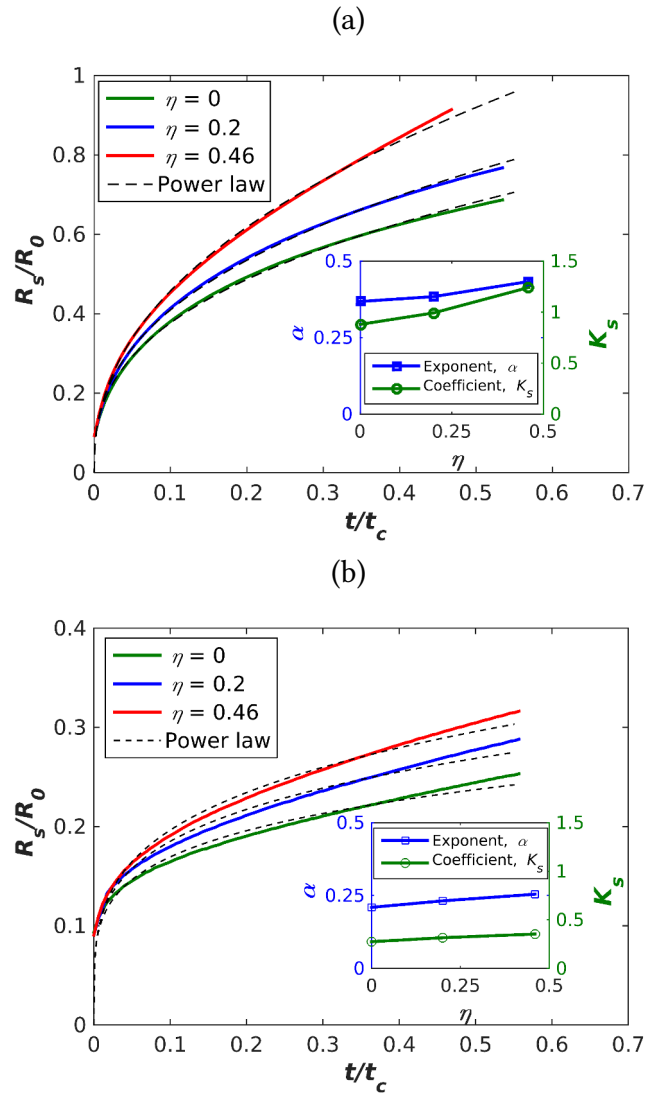 (a)
1
0.8
0.6
0.4
0.2
0
R_s/R_0
η = 0
η = 0.2
η = 0.46
Power law
0.5
0.25
0
α
1.5
1
0.5
0
K_s
Exponent, α
Coefficient, K_s
0 0.25 0.5
η
0 0.1 0.2 0.3 0.4 0.5 0.6 0.7
t/t_c
(b)
0.4
0.3
0.2
0.1
0
R_s/R_0
η = 0
η = 0.2
η = 0.46
Power law
0.5
0.25
0
α
1.5
1
0.5
0
K_s
Exponent, α
Coefficient, K_s
0 0.25 0.5
η
0 0.1 0.2 0.3 0.4 0.5 0.6 0.7
t/t_c